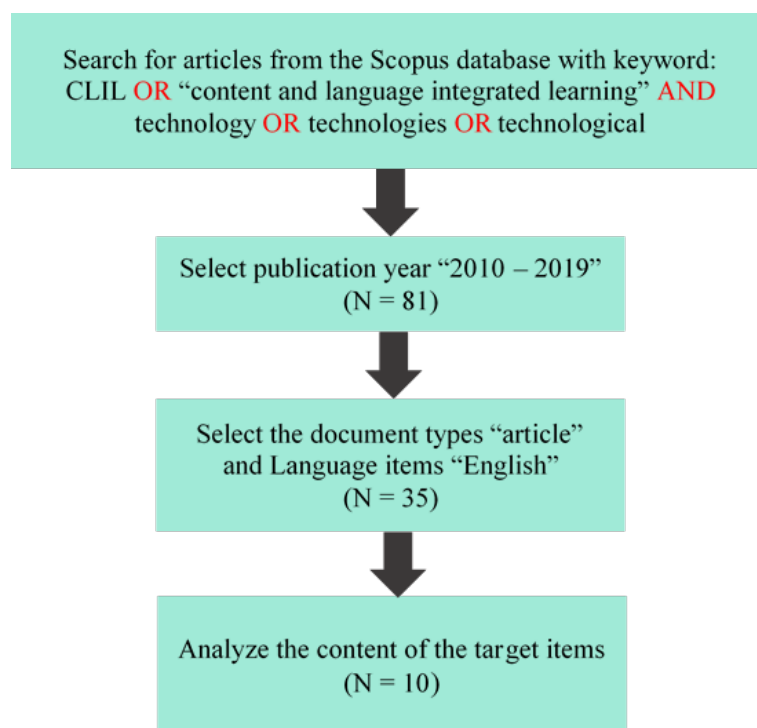 Search for articles from the Scopus database with keyword:
CLIL OR “content and language integrated learning” AND
technology OR technologies OR technological
Select publication year “2010 – 2019”
(N = 81)
Select the document types “article”
and Language items “English”
(N = 35)
Analyze the content of the target items
(N = 10)